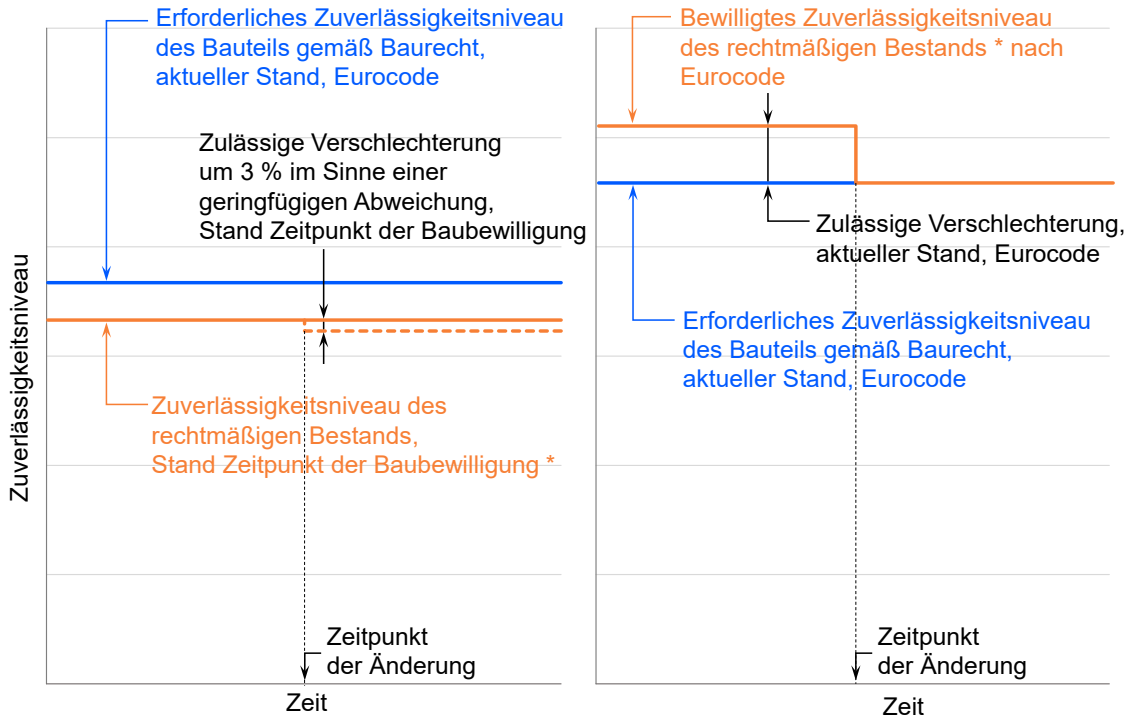 Erforderliches Zuverlässigkeitsniveau
des Bauteils gemäß Baurecht,
aktueller Stand, Eurocode
Zulässige Verschlechterung
um 3 % im Sinne einer
geringfügigen Abweichung,
Stand Zeitpunkt der Baubewilligung
Zuverlässigkeitsniveau
Zuverlässigkeitsniveau des
rechtmäßigen Bestands,
Stand Zeitpunkt der Baubewilligung *
Zeitpunkt
der Änderung
Zeit
Bewilligtes Zuverlässigkeitsniveau
des rechtmäßigen Bestands * nach
Eurocode
Zulässige Verschlechterung,
aktueller Stand, Eurocode
Erforderliches Zuverlässigkeitsniveau
des Bauteils gemäß Baurecht,
aktueller Stand, Eurocode
Zeitpunkt
der Änderung
Zeit